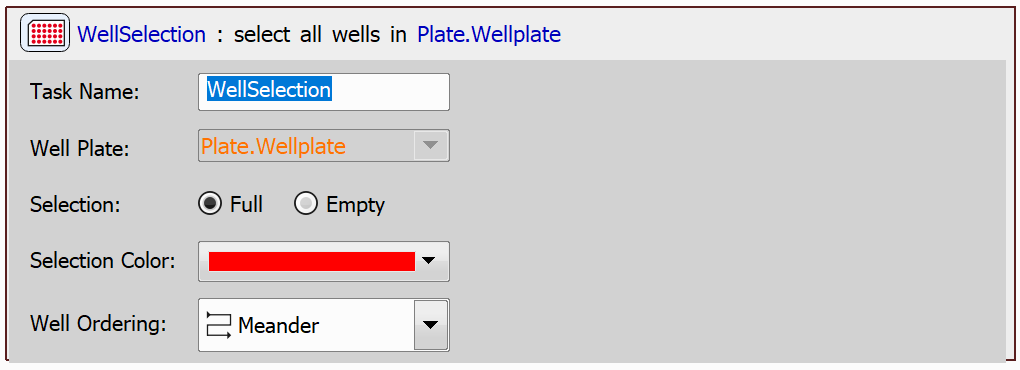 WellSelection : select all wells in Plate.Wellplate
Task Name: WellSelection
Well Plate: Plate.Wellplate
Selection: Full Empty
Selection Color:
Well Ordering: Meander